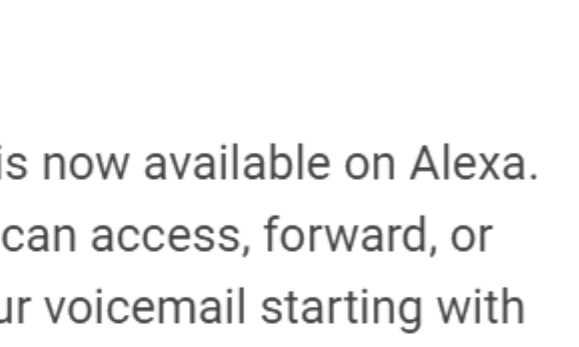 is now available on Alexa.
can access, forward, or
ur voicemail starting with